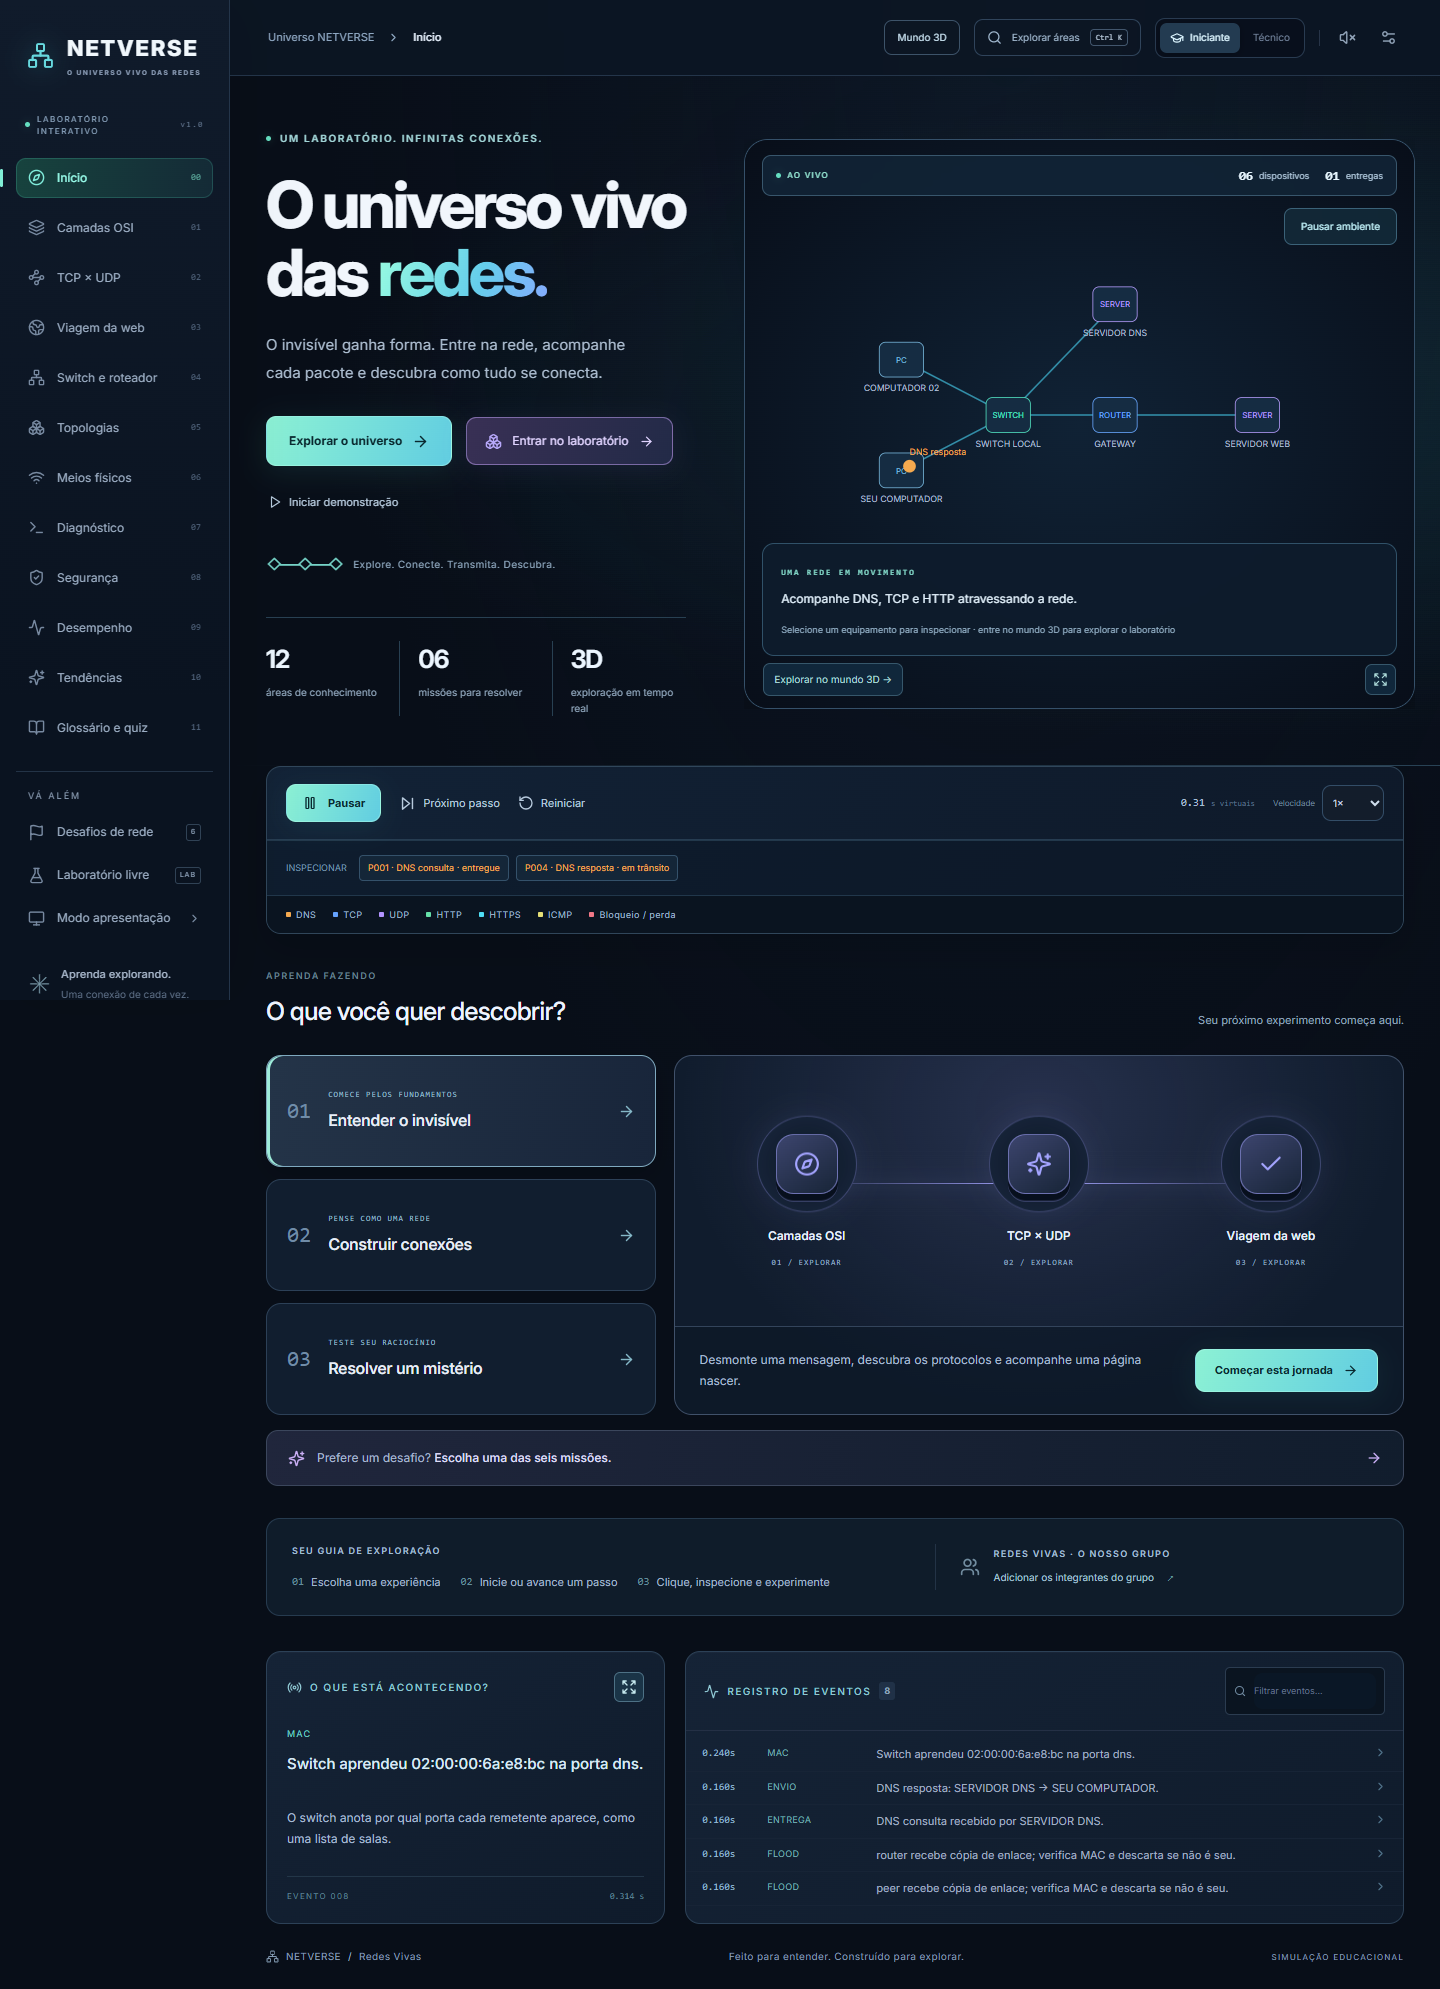 NETVERSE
O UNIVERSO VIVO DAS REDES
LABORATÓRIO INTERATIVO
v1.0
Início 00
Camadas OSI 01
TCP × UDP 02
Viagem da web 03
Switch e roteador 04
Topologias 05
Meios físicos 06
Diagnóstico 07
Segurança 08
Desempenho 09
Tendências 10
Glossário e quiz 11
VÁ ALÉM
Desafios de rede 6
Laboratório livre LAB
Modo apresentação
Aprenda explorando.
Uma conexão de cada vez.
Universo NETVERSE > Início
Mundo 3D
Explorar áreas Ctrl K
Iniciante
Técnico
UM LABORATÓRIO. INFINITAS CONEXÕES.
O universo vivo
das redes.
O invisível ganha forma. Entre na rede, acompanhe
cada pacote e descubra como tudo se conecta.
Explorar o universo →
Entrar no laboratório →
Iniciar demonstração
Explore. Conecte. Transmita. Descubra.
12
áreas de conhecimento
06
missões para resolver
3D
exploração em tempo
real
AO VIVO
06 dispositivos 01 entregas
Pausar ambiente
SERVER
SERVIDOR DNS
PC
COMPUTADOR 02
SWITCH
SWITCH LOCAL
ROUTER
GATEWAY
SERVER
SERVIDOR WEB
DNS resposta
PC
SEU COMPUTADOR
UMA REDE EM MOVIMENTO
Acompanhe DNS, TCP e HTTP atravessando a rede.
Selecione um equipamento para inspecionar · entre no mundo 3D para explorar o laboratório
Explorar no mundo 3D →
Pausar
Próximo passo
Reiniciar
0.31 s virtuais
Velocidade 1×
INSPECIONAR
P001 · DNS consulta · entregue
P004 · DNS resposta · em trânsito
DNS TCP UDP HTTP HTTPS ICMP Bloqueio / perda
APRENDA FAZENDO
O que você quer descobrir?
Seu próximo experimento começa aqui.
01
COMECE PELOS FUNDAMENTOS
Entender o invisível
02
PENSE COMO UMA REDE
Construir conexões
03
TESTE SEU RACIOCÍNIO
Resolver um mistério
Camadas OSI
01 / EXPLORAR
TCP × UDP
02 / EXPLORAR
Viagem da web
03 / EXPLORAR
Desmonte uma mensagem, descubra os protocolos e acompanhe uma página
nascer.
Começar esta jornada →
Prefere um desafio? Escolha uma das seis missões.
SEU GUIA DE EXPLORAÇÃO
01 Escolha uma experiência 02 Inicie ou avance um passo 03 Clique, inspecione e experimente
REDES VIVAS · O NOSSO GRUPO
Adicionar os integrantes do grupo ↗
O QUE ESTÁ ACONTECENDO?
MAC
Switch aprendeu 02:00:00:6a:e8:bc na porta dns.
O switch anota por qual porta cada remetente aparece, como
uma lista de salas.
EVENTO 008
0.314 s
REGISTRO DE EVENTOS 8
Filtrar eventos...
0.240s MAC Switch aprendeu 02:00:00:6a:e8:bc na porta dns.
0.160s ENVIO DNS resposta: SERVIDOR DNS → SEU COMPUTADOR.
0.160s ENTREGA DNS consulta recebido por SERVIDOR DNS.
0.160s FLOOD router recebe cópia de enlace; verifica MAC e descarta se não é seu.
0.160s FLOOD peer recebe cópia de enlace; verifica MAC e descarta se não é seu.
NETVERSE / Redes Vivas
Feito para entender. Construído para explorar.
SIMULAÇÃO EDUCACIONAL